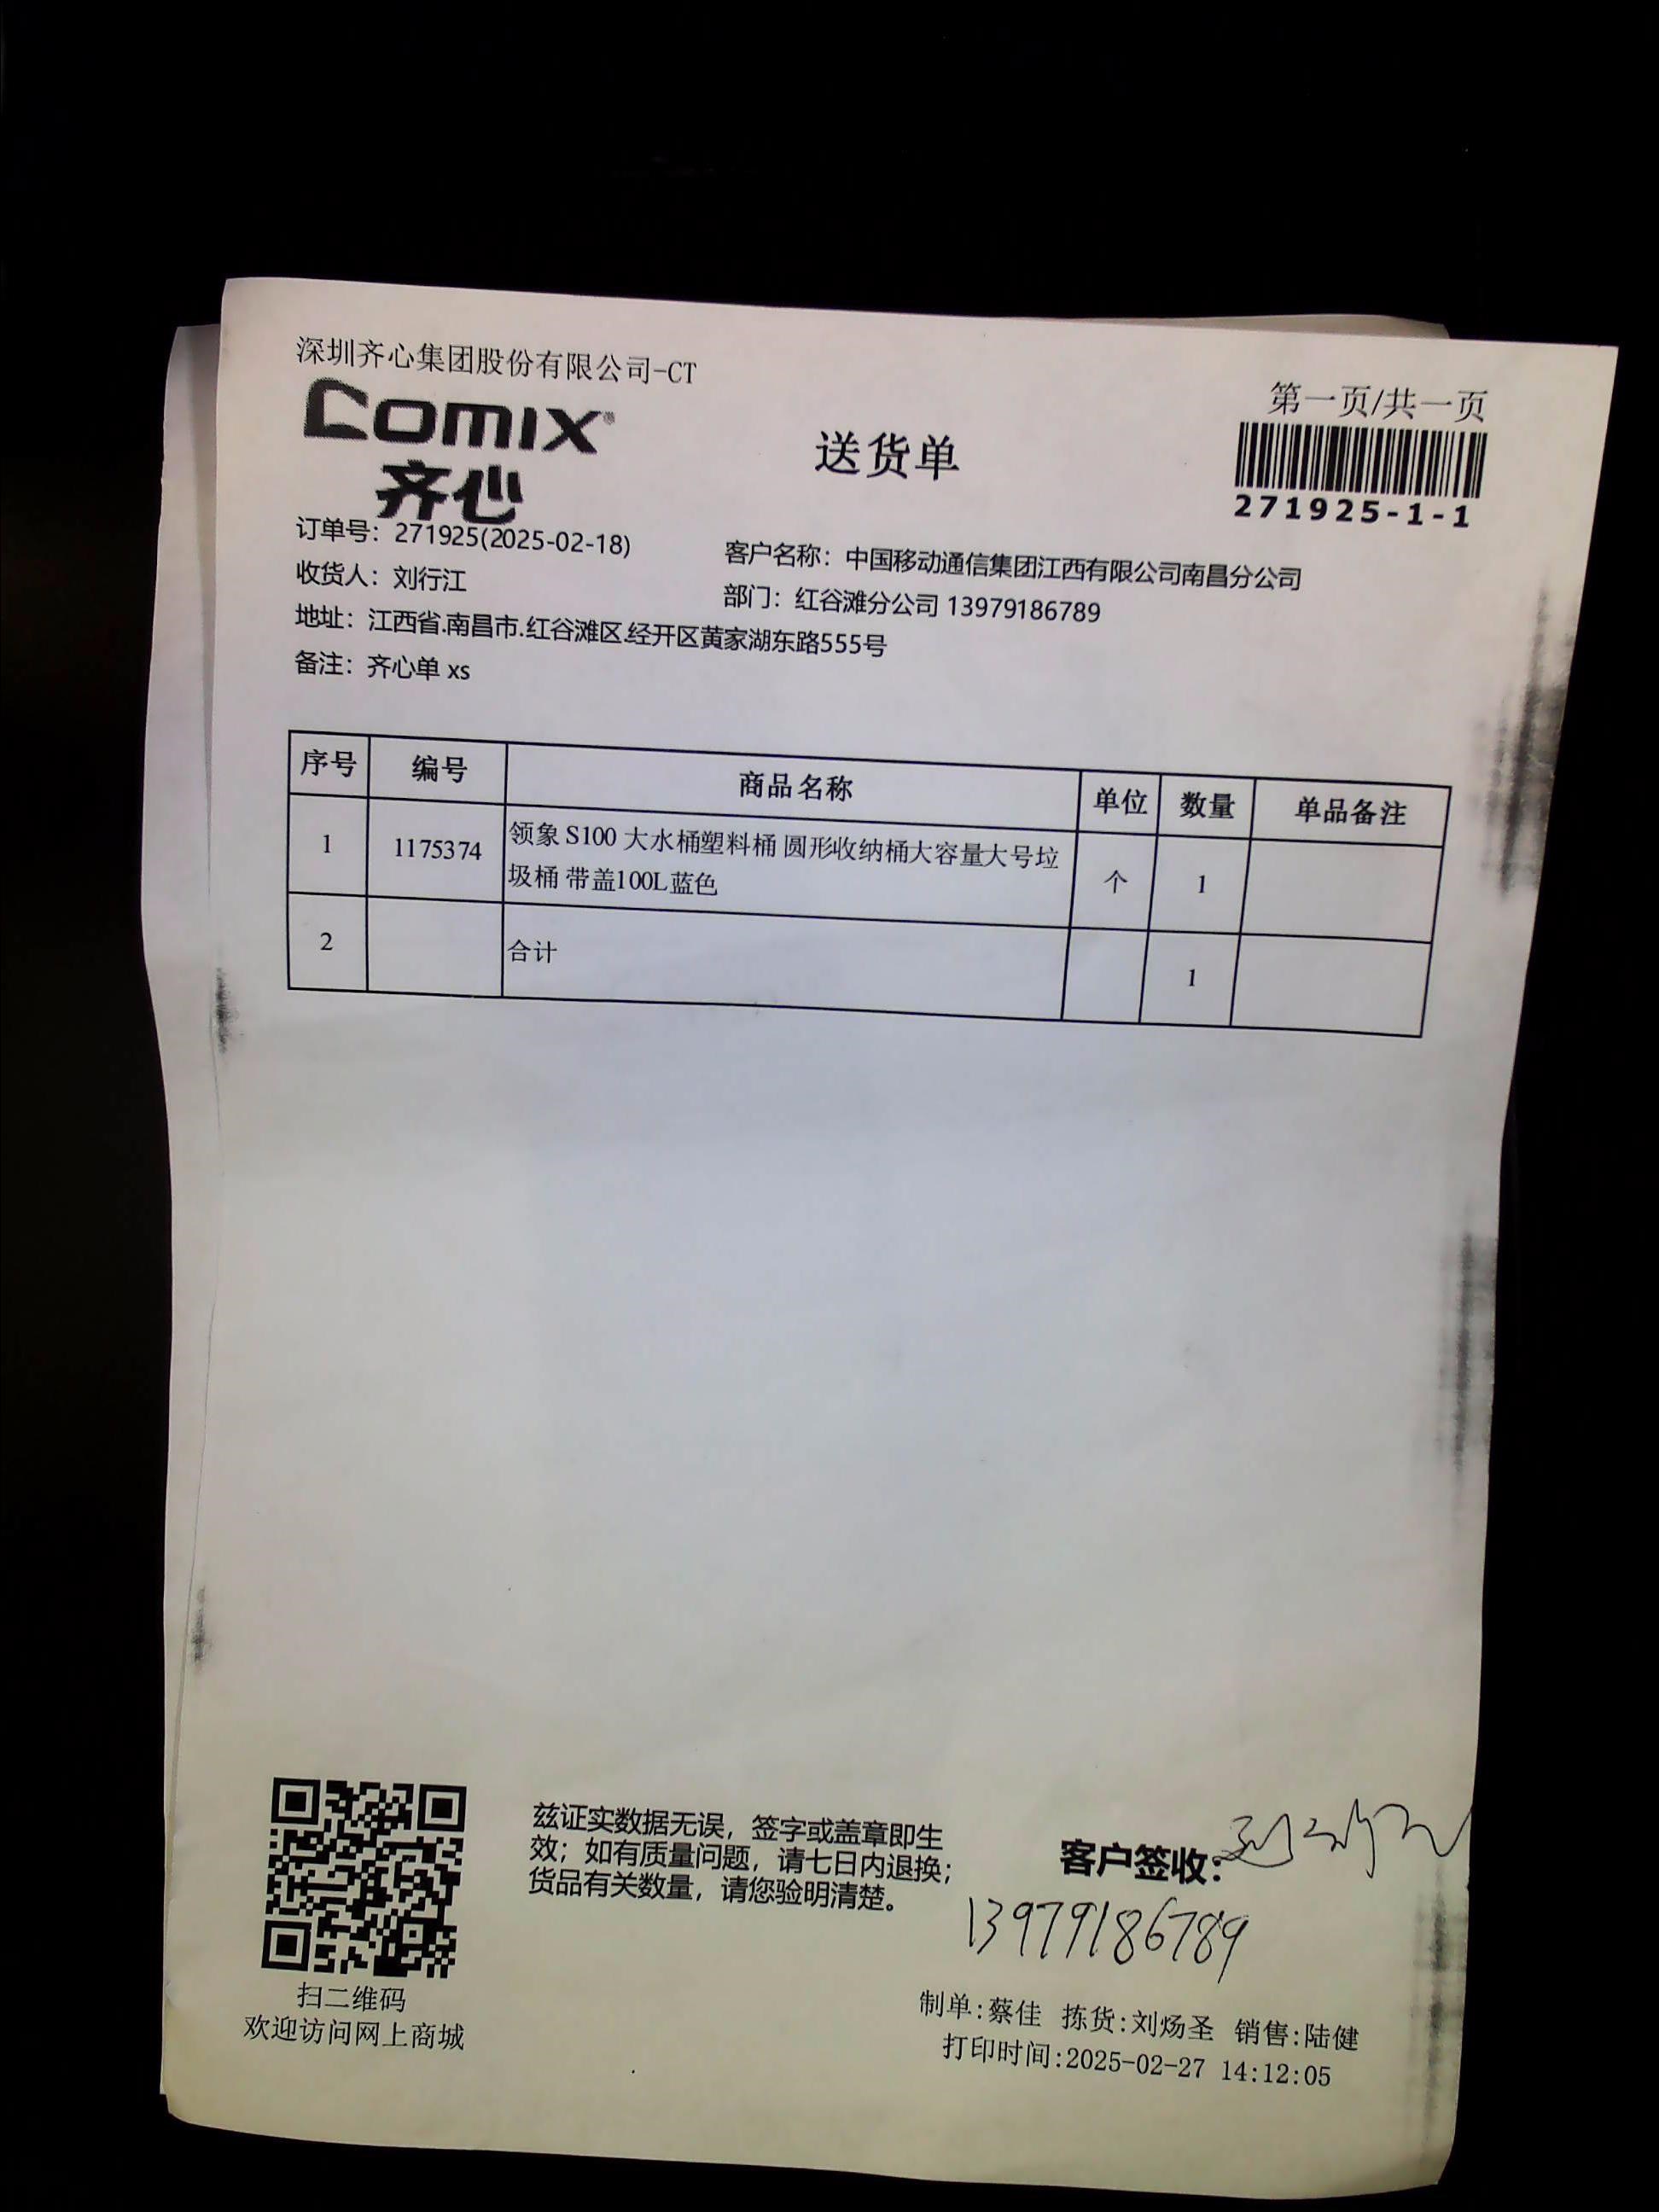 深圳齐心集团股份有限公司-CT
第一页/共一页
COMIX®
齐心
送货单
271925-1-1
订单号：271925(2025-02-18)
客户名称：中国移动通信集团江西有限公司南昌分公司
收货人：刘行江
部门：红谷滩分公司 13979186789
地址：江西省.南昌市.红谷滩区.经开区黄家湖东路555号
备注：齐心单 xs
序号 编号 商品名称 单位 数量 单品备注
1 1175374 领象 S100 大水桶塑料桶 圆形收纳桶大容量大号垃
圾桶 带盖100L蓝色 个 1
2 合计 1
兹证实数据无误，签字或盖章即生
效；如有质量问题，请七日内退换；
货品有关数量，请您验明清楚。
客户签收：
13979186789
扫二维码
欢迎访问网上商城
制单:蔡佳 拣货:刘炀圣 销售:陆健
打印时间:2025-02-27 14:12:05